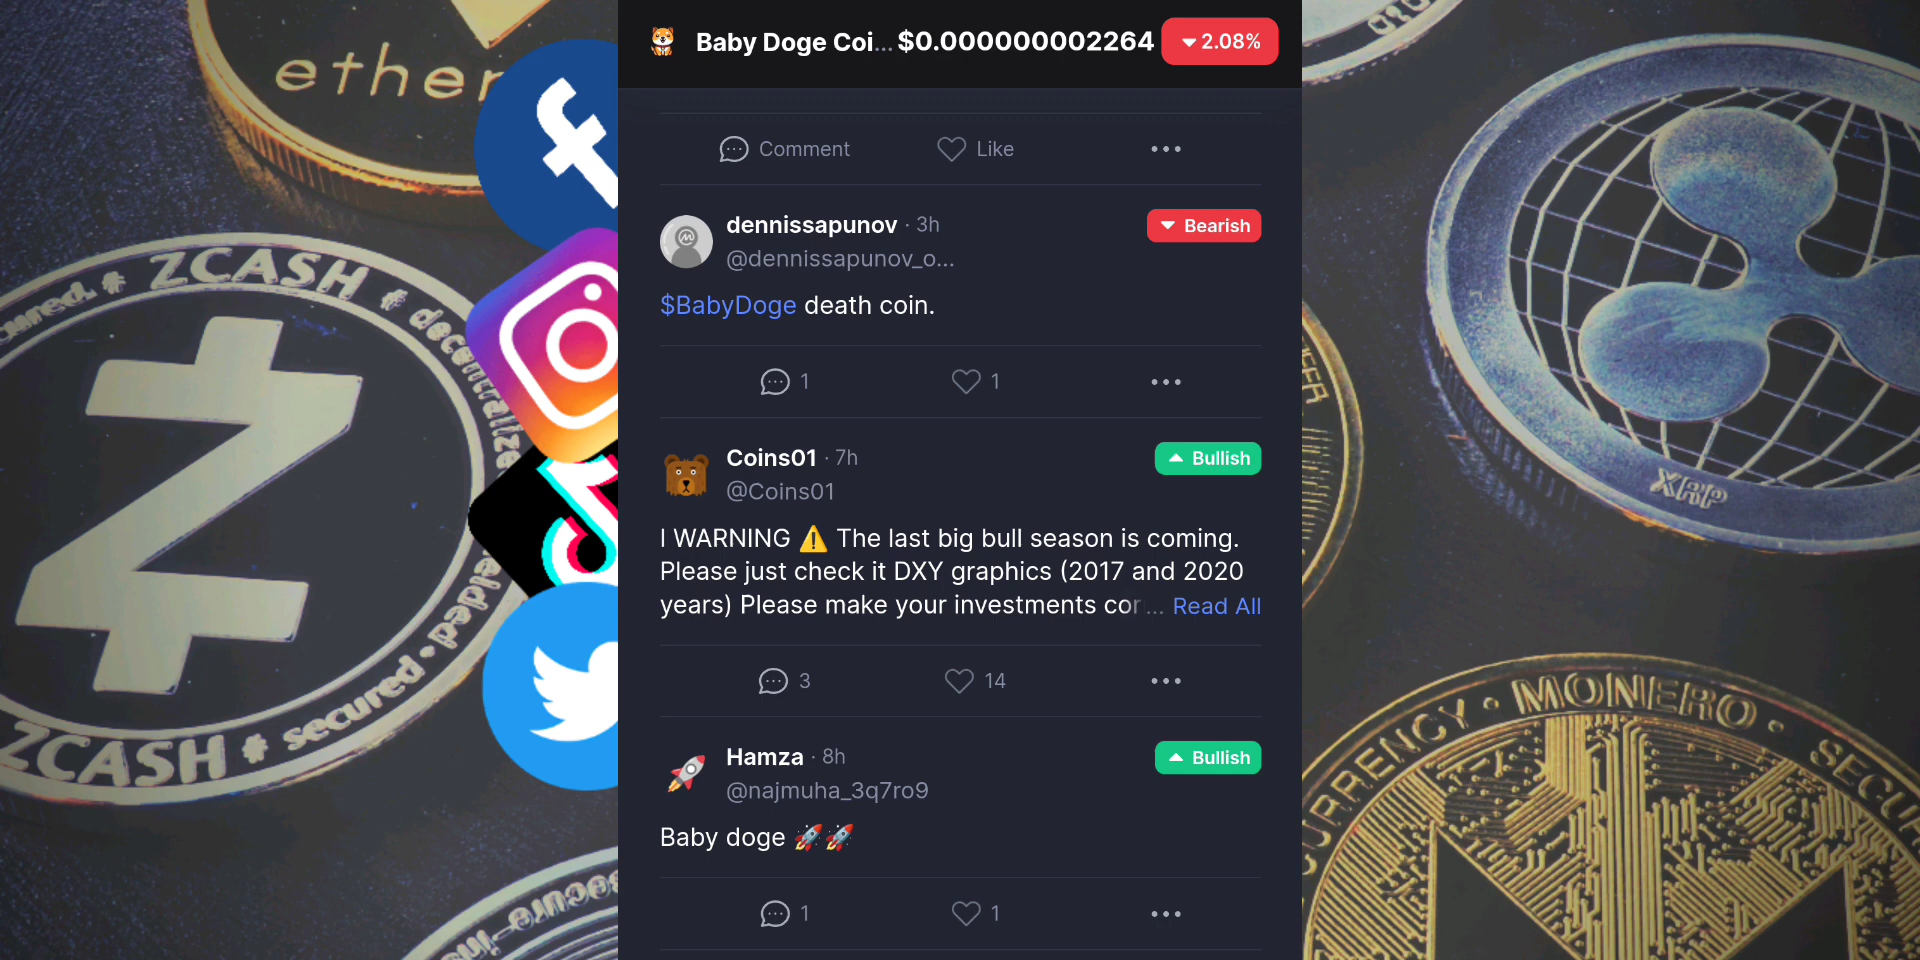 Baby Doge Coi... $0.000000002264 2.08%
Comment Like
dennissapunov · 3h Bearish
@dennissapunov_o...
$BabyDoge death coin.
1 1
Coins01 · 7h Bullish
@Coins01
I WARNING ⚠️ The last big bull season is coming.
Please just check it DXY graphics (2017 and 2020
years) Please make your investments cor... Read All
3 14
Hamza · 8h Bullish
@najmuha_3q7ro9
Baby doge 🚀🚀
1 1
ether
ZCASH
decentralized
secured
ZCASH
XRP
CURRENCY · MONERO ·